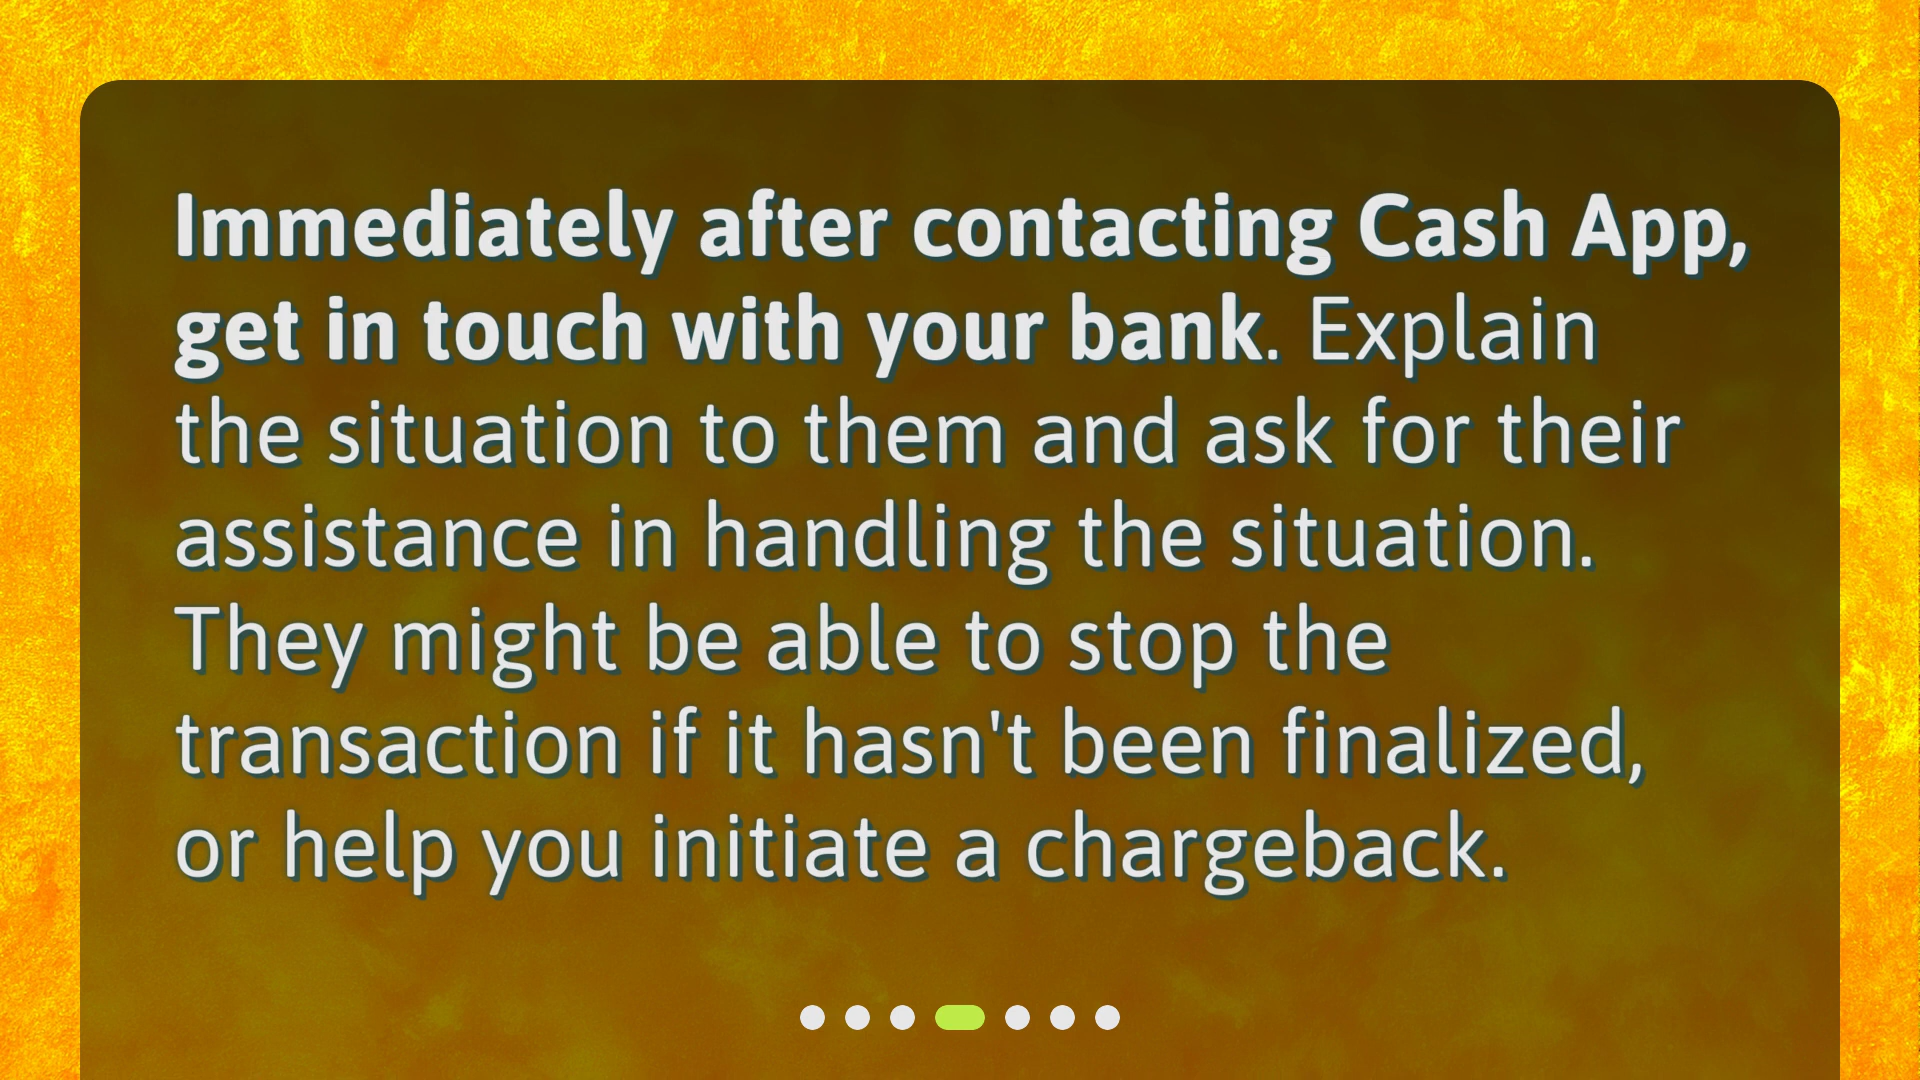 Immediately after contacting Cash App,
get in touch with your bank. Explain
the situation to them and ask for their
assistance in handling the situation.
They might be able to stop the
transaction if it hasn't been finalized,
or help you initiate a chargeback.